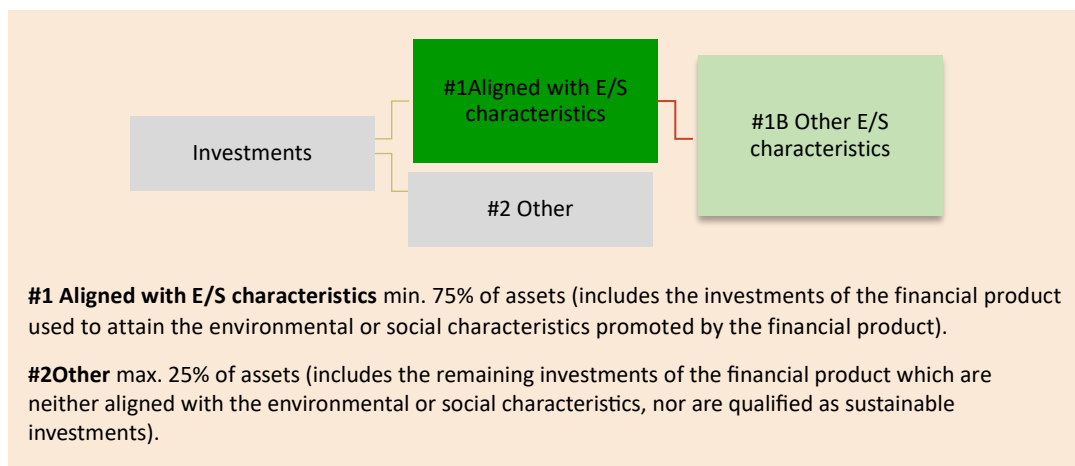 #1Aligned with E/S
characteristics
#1B Other E/S
characteristics
Investments
#2 Other
#1 Aligned with E/S characteristics min. 75% of assets (includes the investments of the financial product
used to attain the environmental or social characteristics promoted by the financial product).
#2Other max. 25% of assets (includes the remaining investments of the financial product which are
neither aligned with the environmental or social characteristics, nor are qualified as sustainable
investments).